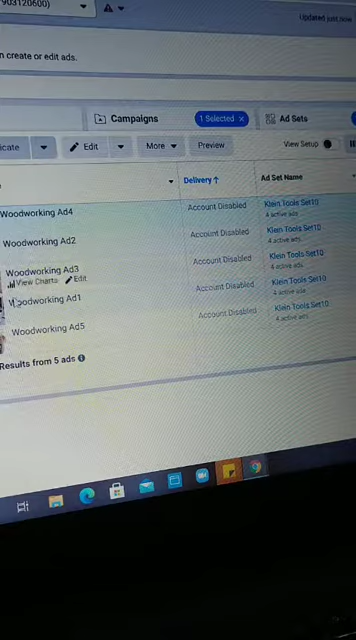 903120600)
Updated just now
n create or edit ads.
Campaigns
1 Selected ×
Ad Sets
icate
Edit
More
Preview
View Setup
Delivery ↑
Ad Set Name
Woodworking Ad4
Account Disabled
Klein Tools Set10
4 active ads
Woodworking Ad2
Account Disabled
Klein Tools Set10
4 active ads
Woodworking Ad3
View Charts
Edit
Account Disabled
Klein Tools Set10
4 active ads
Woodworking Ad1
Account Disabled
Klein Tools Set10
4 active ads
Woodworking Ad5
Account Disabled
Klein Tools Set10
4 active ads
Results from 5 ads